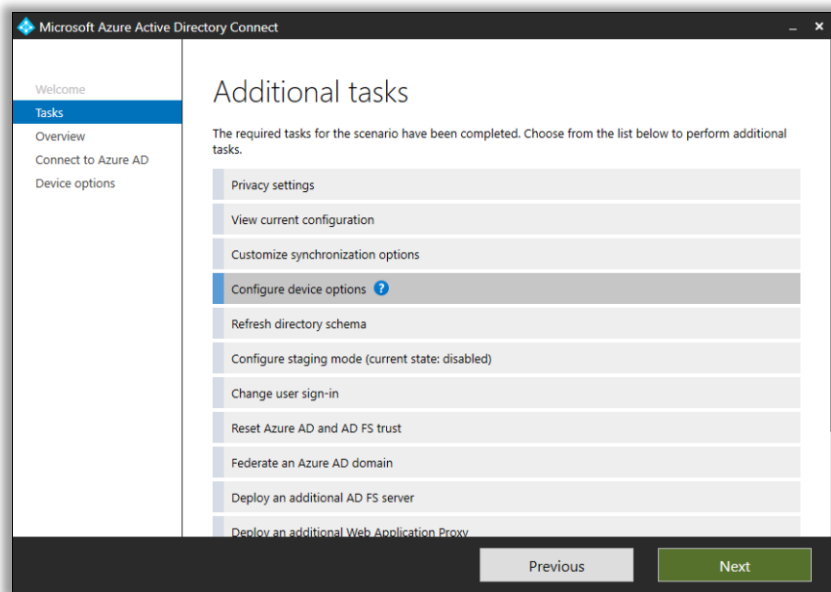 Microsoft Azure Active Directory Connect
Welcome
Tasks
Overview
Connect to Azure AD
Device options
Additional tasks
The required tasks for the scenario have been completed. Choose from the list below to perform additional
tasks.
Privacy settings
View current configuration
Customize synchronization options
Configure device options ?
Refresh directory schema
Configure staging mode (current state: disabled)
Change user sign-in
Reset Azure AD and AD FS trust
Federate an Azure AD domain
Deploy an additional AD FS server
Deploy an additional Web Application Proxy
Previous
Next